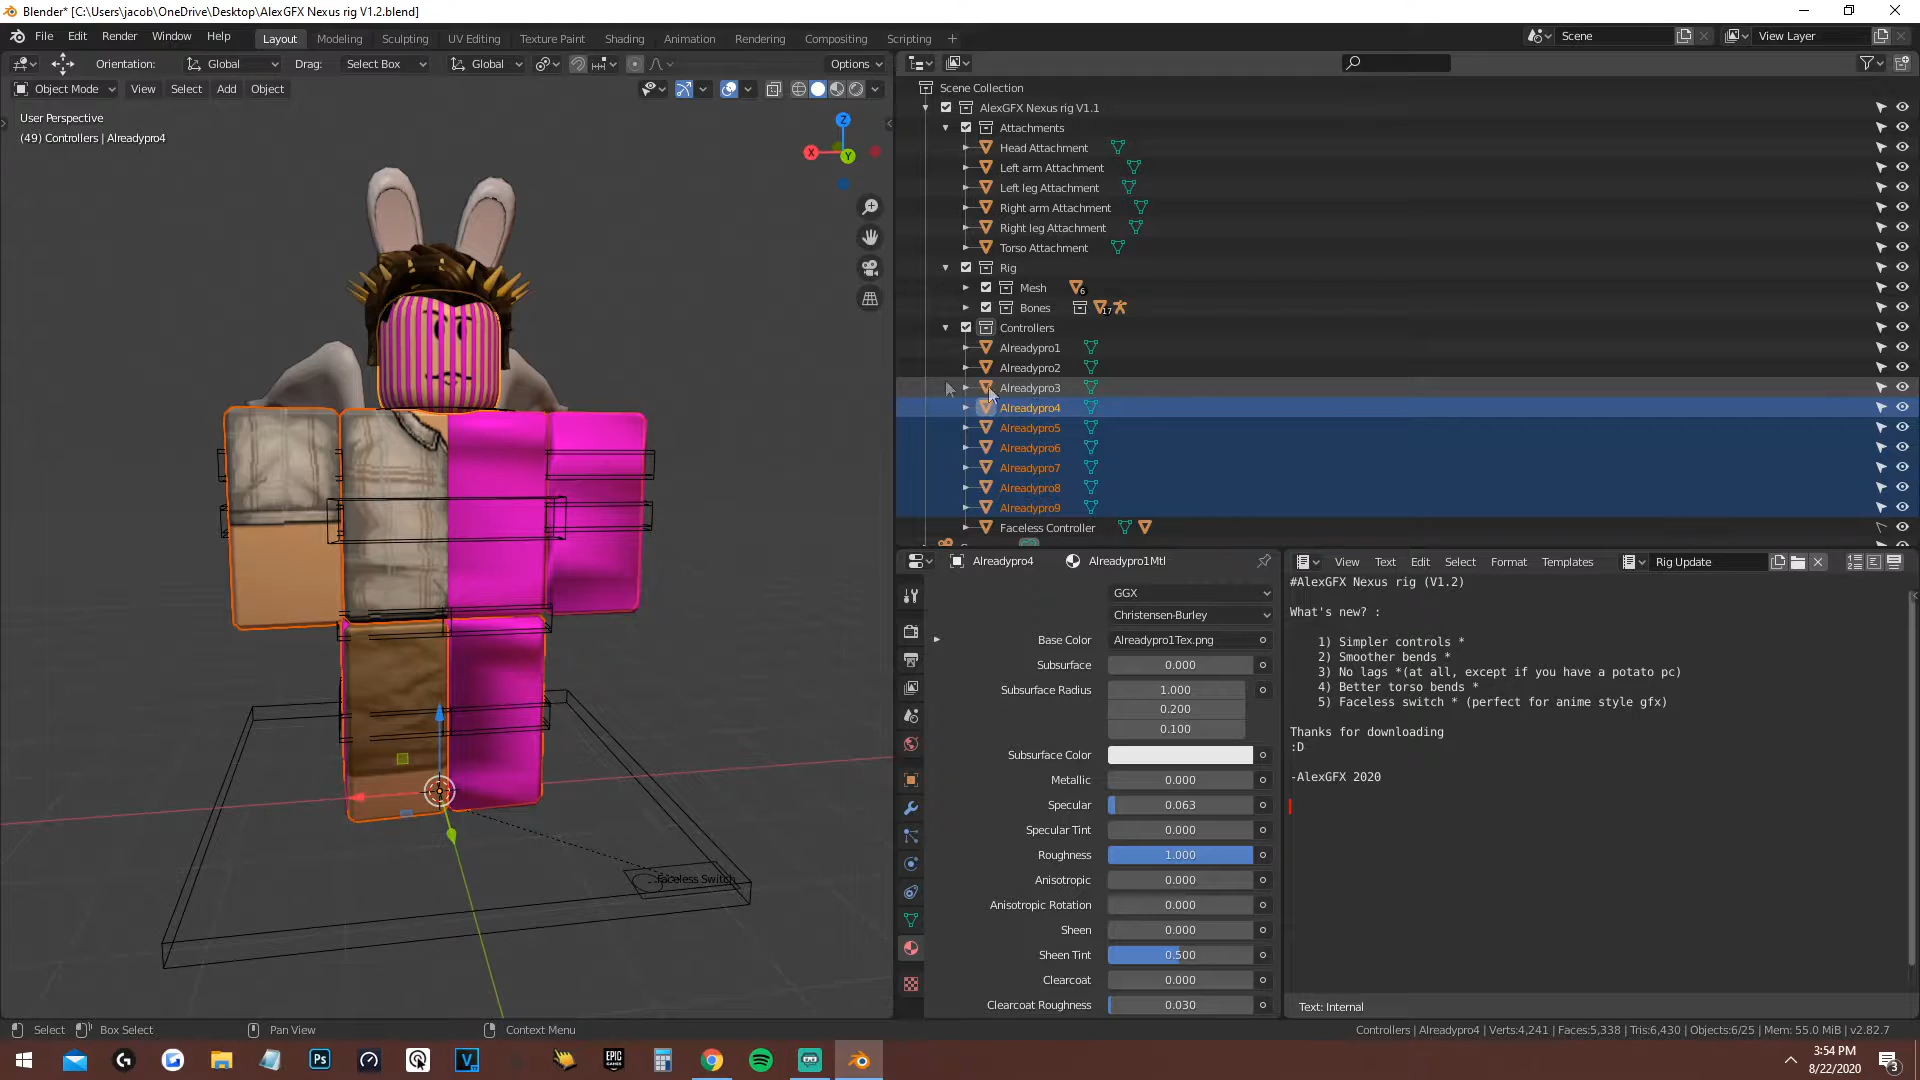 Blender* [C:\Users\jacob\OneDrive\Desktop\AlexGFX Nexus rig V1.2.blend]
File Edit Render Window Help
Layout Modeling Sculpting UV Editing Texture Paint Shading Animation Rendering Compositing Scripting +
Scene
View Layer
Orientation: Global Drag: Select Box Global Options
Object Mode View Select Add Object
User Perspective
(49) Controllers | Alreadypro4
Z
X
Y
Faceless Switch
Scene Collection
AlexGFX Nexus rig V1.1
Attachments
Head Attachment
Left arm Attachment
Left leg Attachment
Right arm Attachment
Right leg Attachment
Torso Attachment
Rig
Mesh 6
Bones 17
Controllers
Alreadypro1
Alreadypro2
Alreadypro3
Alreadypro4
Alreadypro5
Alreadypro6
Alreadypro7
Alreadypro8
Alreadypro9
Faceless Controller
Alreadypro4 Alreadypro1Mtl
GGX
Christensen-Burley
Base Color Alreadypro1Tex.png
Subsurface 0.000
Subsurface Radius 1.000
0.200
0.100
Subsurface Color
Metallic 0.000
Specular 0.063
Specular Tint 0.000
Roughness 1.000
Anisotropic 0.000
Anisotropic Rotation 0.000
Sheen 0.000
Sheen Tint 0.500
Clearcoat 0.000
Clearcoat Roughness 0.030
View Text Edit Select Format Templates Rig Update
#AlexGFX Nexus rig (V1.2)
What's new? :
1) Simpler controls *
2) Smoother bends *
3) No lags *(at all, except if you have a potato pc)
4) Better torso bends *
5) Faceless switch * (perfect for anime style gfx)
Thanks for downloading
:D
-AlexGFX 2020
Text: Internal
Select Box Select Pan View Context Menu
Controllers | Alreadypro4 | Verts:4,241 | Faces:5,338 | Tris:6,430 | Objects:6/25 | Mem: 55.0 MiB | v2.82.7
Ps
V
EPIC GAMES
3:54 PM
8/22/2020
3